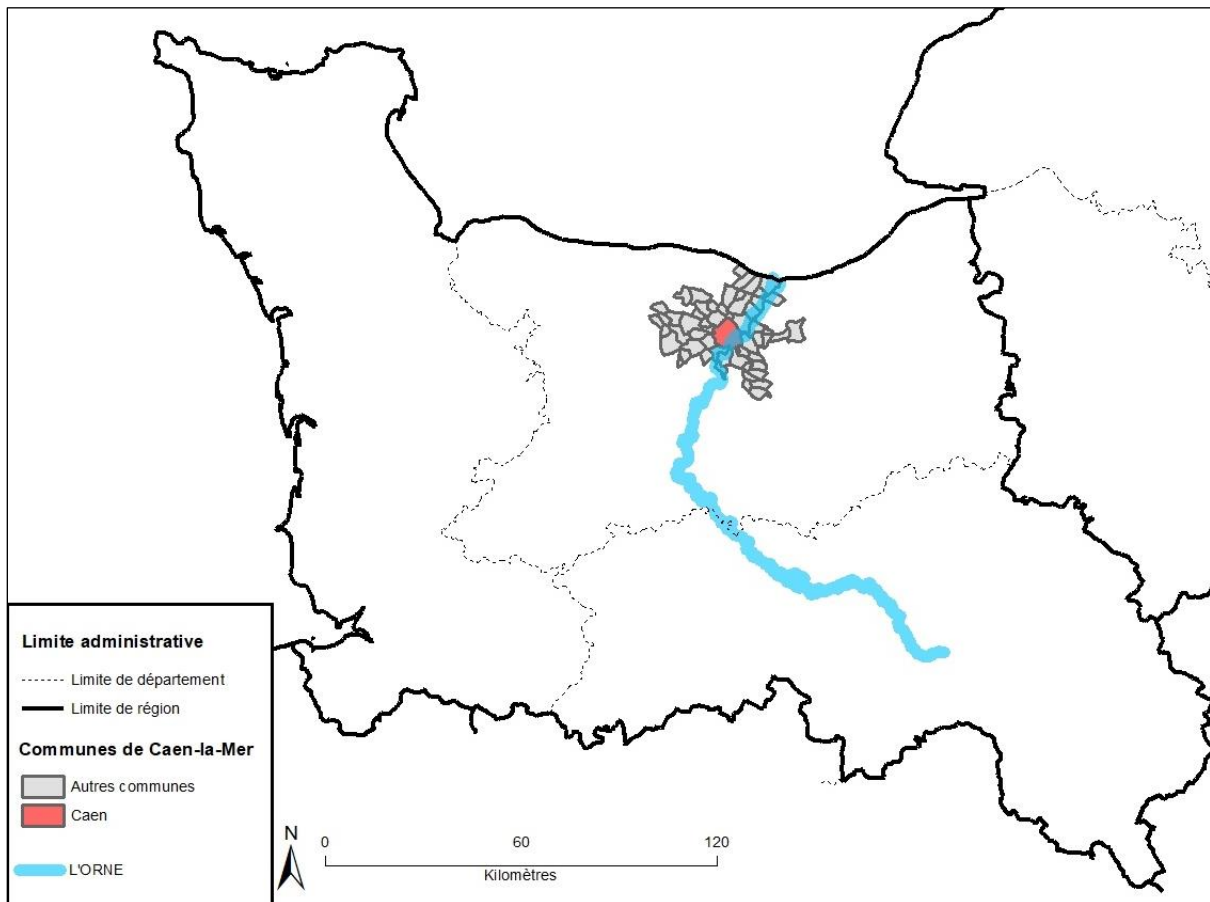 Limite administrative
Limite de département
Limite de région
Communes de Caen-la-Mer
Autres communes
Caen
L'ORNE
N
0 60 120
Kilomètres